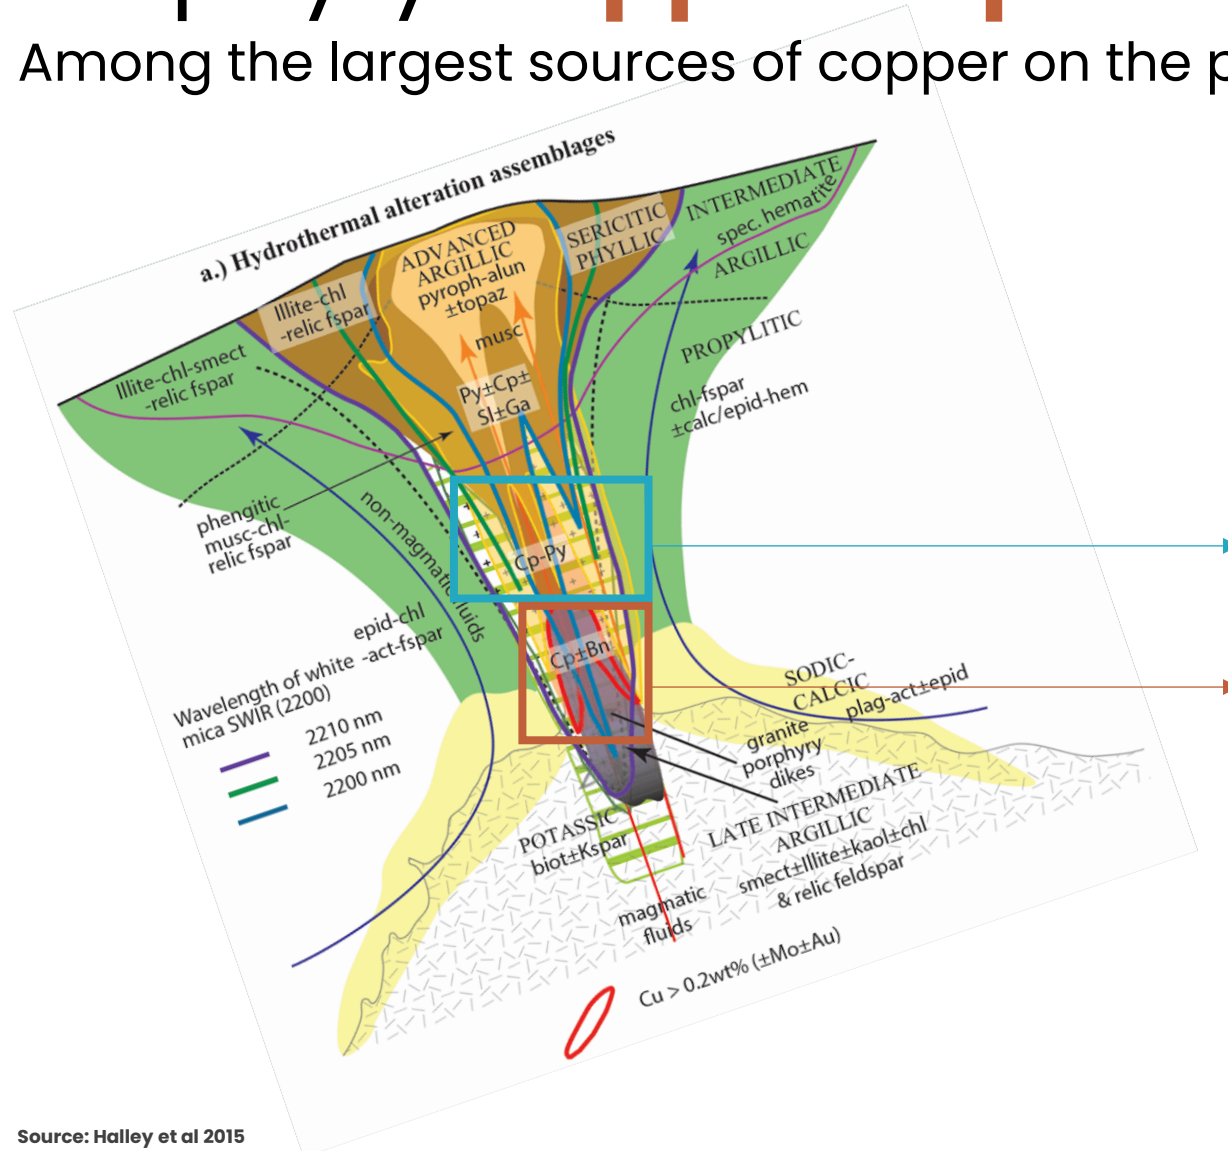 Among the largest sources of copper on the
a.) Hydrothermal alteration assemblages
ADVANCED
ARGILLIC
pyroph-alun
±topaz
SERICITIC
PHYLLIC
INTERMEDIATE
spec. hematite
ARGILLIC
Illite-chl
-relic fspar
musc
Illite-chl-smect
-relic fspar
PROPYLITIC
Py±Cp±
Sl±Ga
chl-fspar
±calc/epid-hem
phengitic
musc-chl-
relic fspar
non-magmatic fluids
Cp-Py
epid-chl
-act-fspar
Cp±Bn
Wavelength of white
mica SWIR (2200)
2210 nm
2205 nm
2200 nm
SODIC-
CALCIC
plag-act±epid
granite
porphyry
dikes
POTASSIC
biot±Kspar
LATE INTERMEDIATE
ARGILLIC
smect±Illite±kaol±chl
& relic feldspar
magmatic
fluids
Cu > 0.2wt% (±Mo±Au)
Source: Halley et al 2015